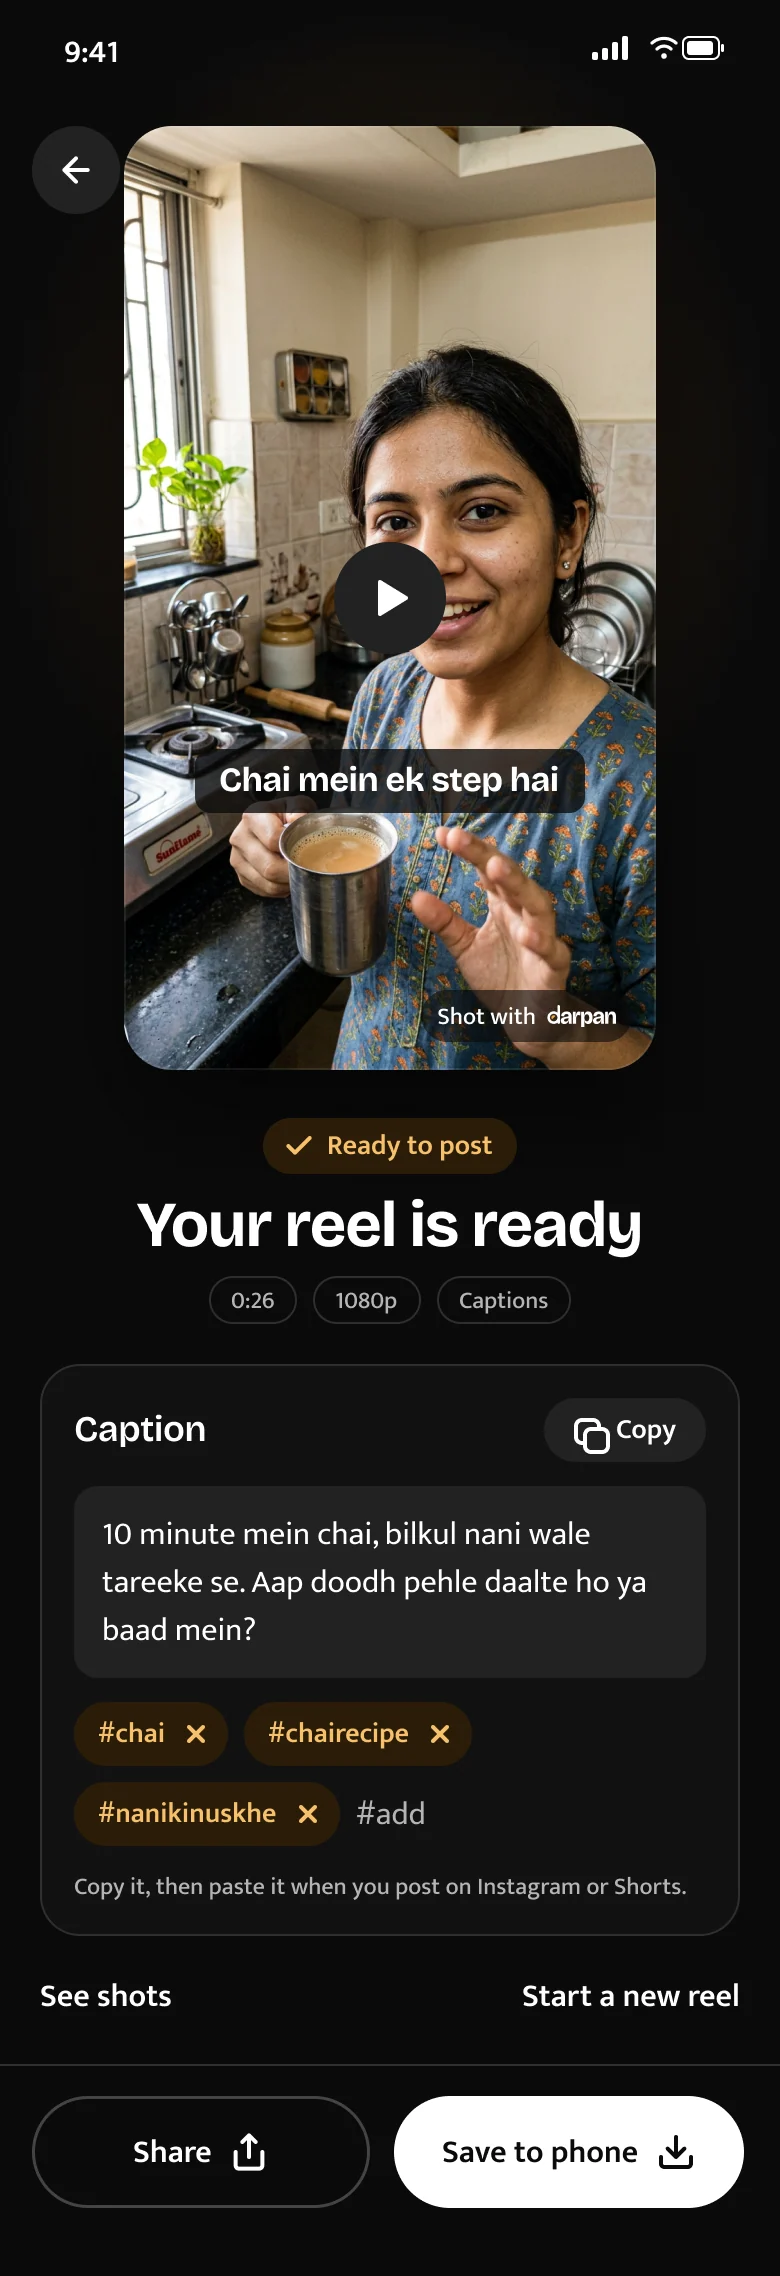 9:41
SunFlame
Chai mein ek step hai
Shot with darpan
Ready to post
Your reel is ready
0:26 1080p Captions
Caption
Copy
10 minute mein chai, bilkul nani wale
tareeke se. Aap doodh pehle daalte ho ya
baad mein?
#chai
#chairecipe
#nanikinuskhe
#add
Copy it, then paste it when you post on Instagram or Shorts.
See shots
Start a new reel
Share
Save to phone